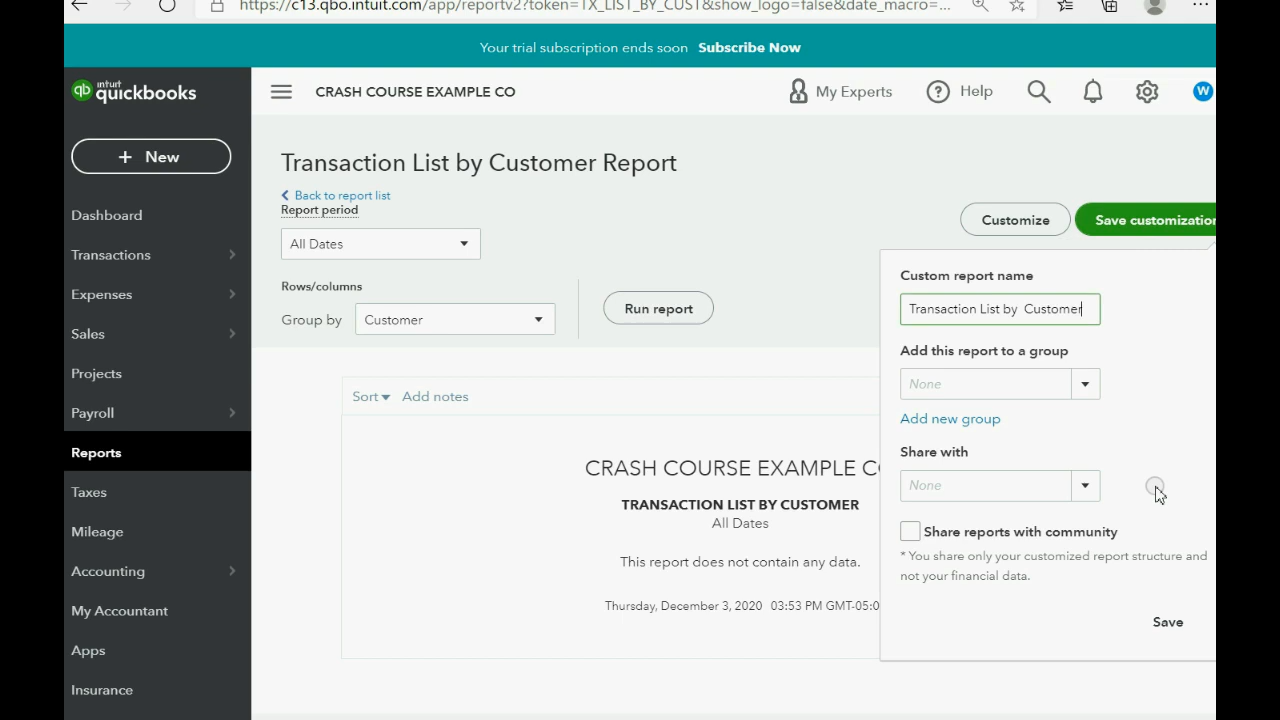 https://c13.qbo.intuit.com/app/reportv2?token=TX_LIST_BY_CUST&show_logo=false&date_macro=...
Your trial subscription ends soon Subscribe Now
qb intuit quickbooks
CRASH COURSE EXAMPLE CO
My Experts
? Help
W
+ New
Dashboard
Transactions
Expenses
Sales
Projects
Payroll
Reports
Taxes
Mileage
Accounting
My Accountant
Apps
Insurance
Transaction List by Customer Report
Back to report list
Report period
All Dates
Rows/columns
Group by Customer
Run report
Customize
Save customization
Custom report name
Transaction List by  Customer
Add this report to a group
None
Add new group
Share with
None
Share reports with community
* You share only your customized report structure and
not your financial data.
Save
Sort Add notes
CRASH COURSE EXAMPLE CO
TRANSACTION LIST BY CUSTOMER
All Dates
This report does not contain any data.
Thursday, December 3, 2020 03:53 PM GMT-05:0